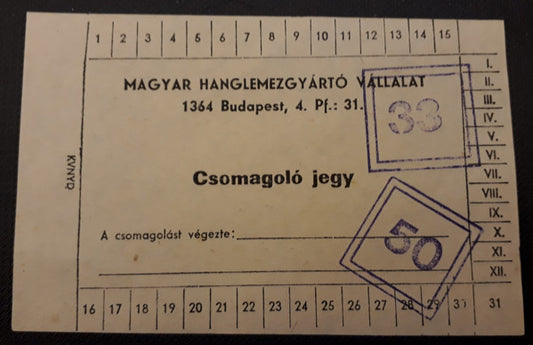 1 2 3 4 5 6 7 8 9 10 11 12 13 14 15
I.
II.
III.
IV.
V.
VI.
VII.
VIII.
IX.
X.
XI.
XII.
MAGYAR HANGLEMEZGYÁRTÓ VÁLLALAT
1364 Budapest, 4. Pf.: 31.
33
KVNYD
Csomagoló jegy
A csomagolást végezte:
50
16 17 18 19 20 21 22 23 24 25 26 27 28 29 30 31